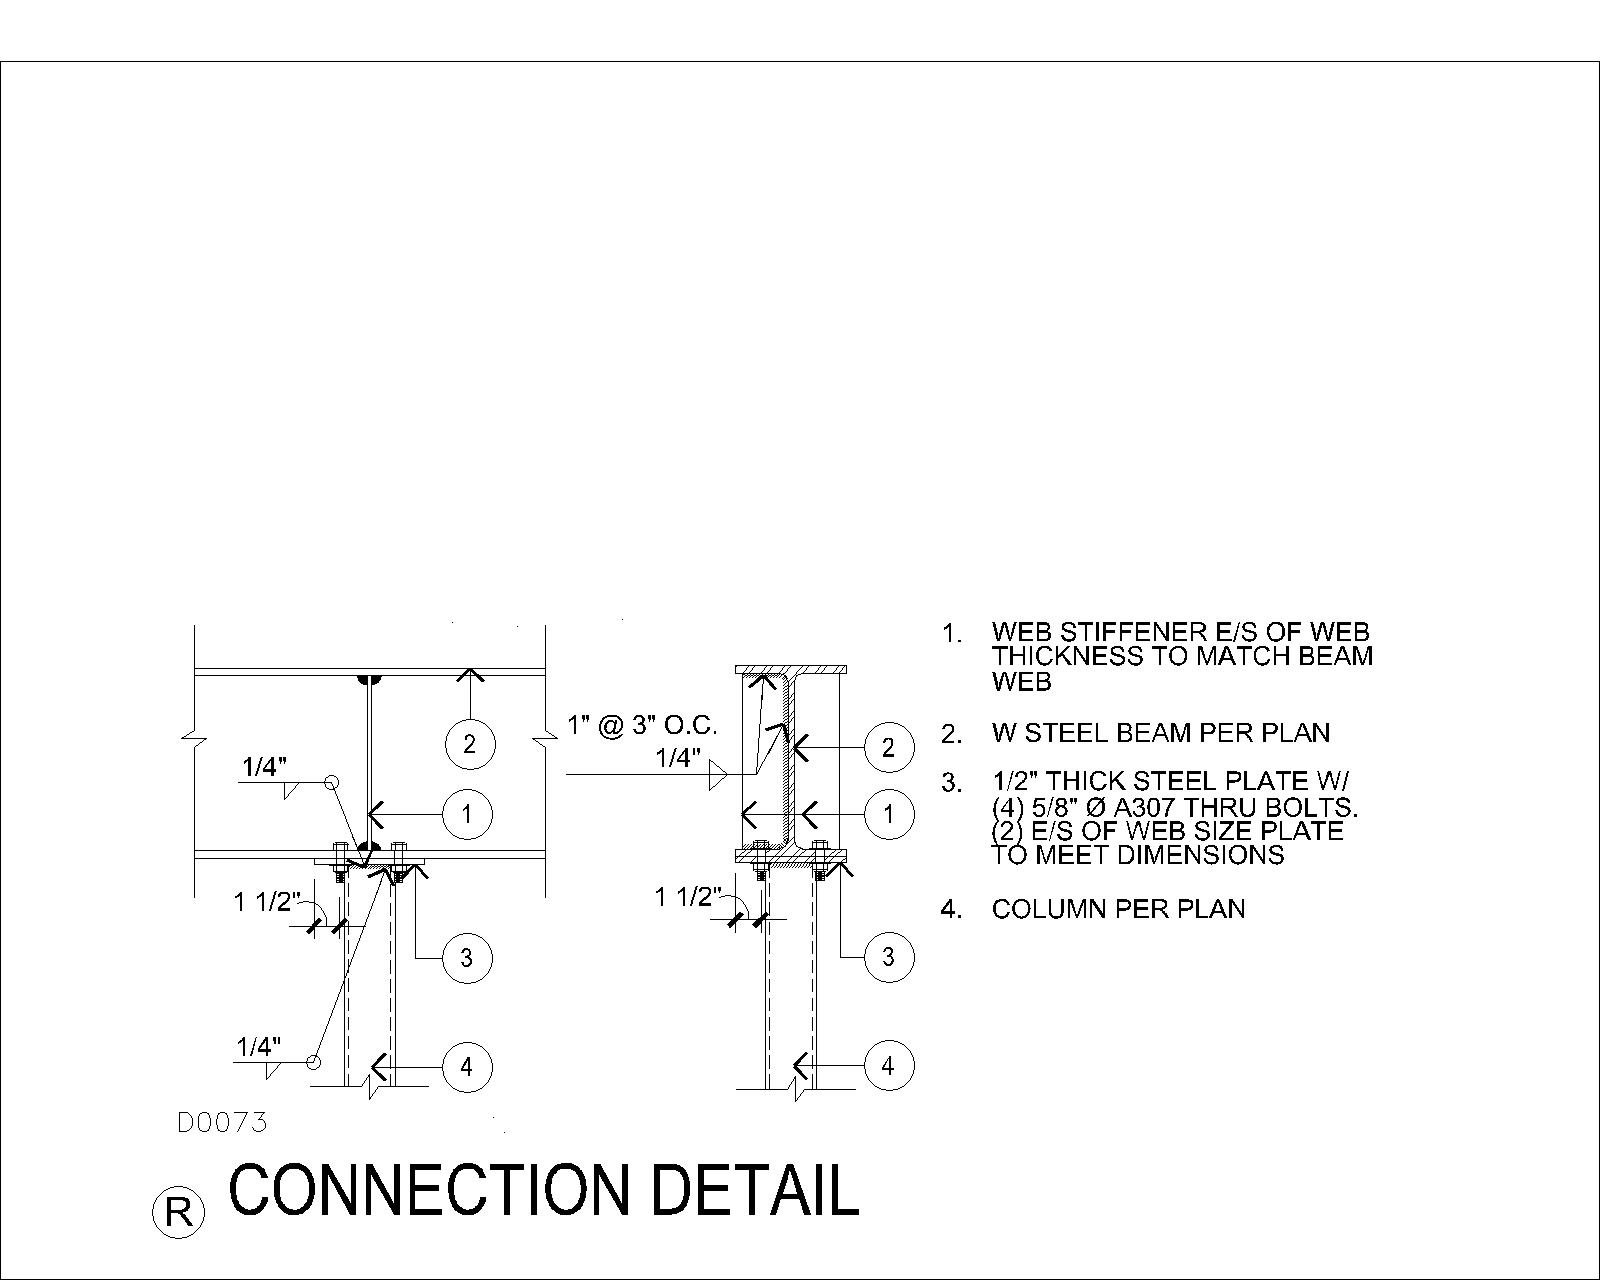 1. WEB STIFFENER E/S OF WEB
THICKNESS TO MATCH BEAM
WEB
2. W STEEL BEAM PER PLAN
3. 1/2" THICK STEEL PLATE W/
(4) 5/8" Ø A307 THRU BOLTS.
(2) E/S OF WEB SIZE PLATE
TO MEET DIMENSIONS
4. COLUMN PER PLAN
1/4"
2
1
1 1/2"
3
1/4"
4
1" @ 3" O.C.
1/4"
2
1
1 1/2"
3
4
D0073
R CONNECTION DETAIL